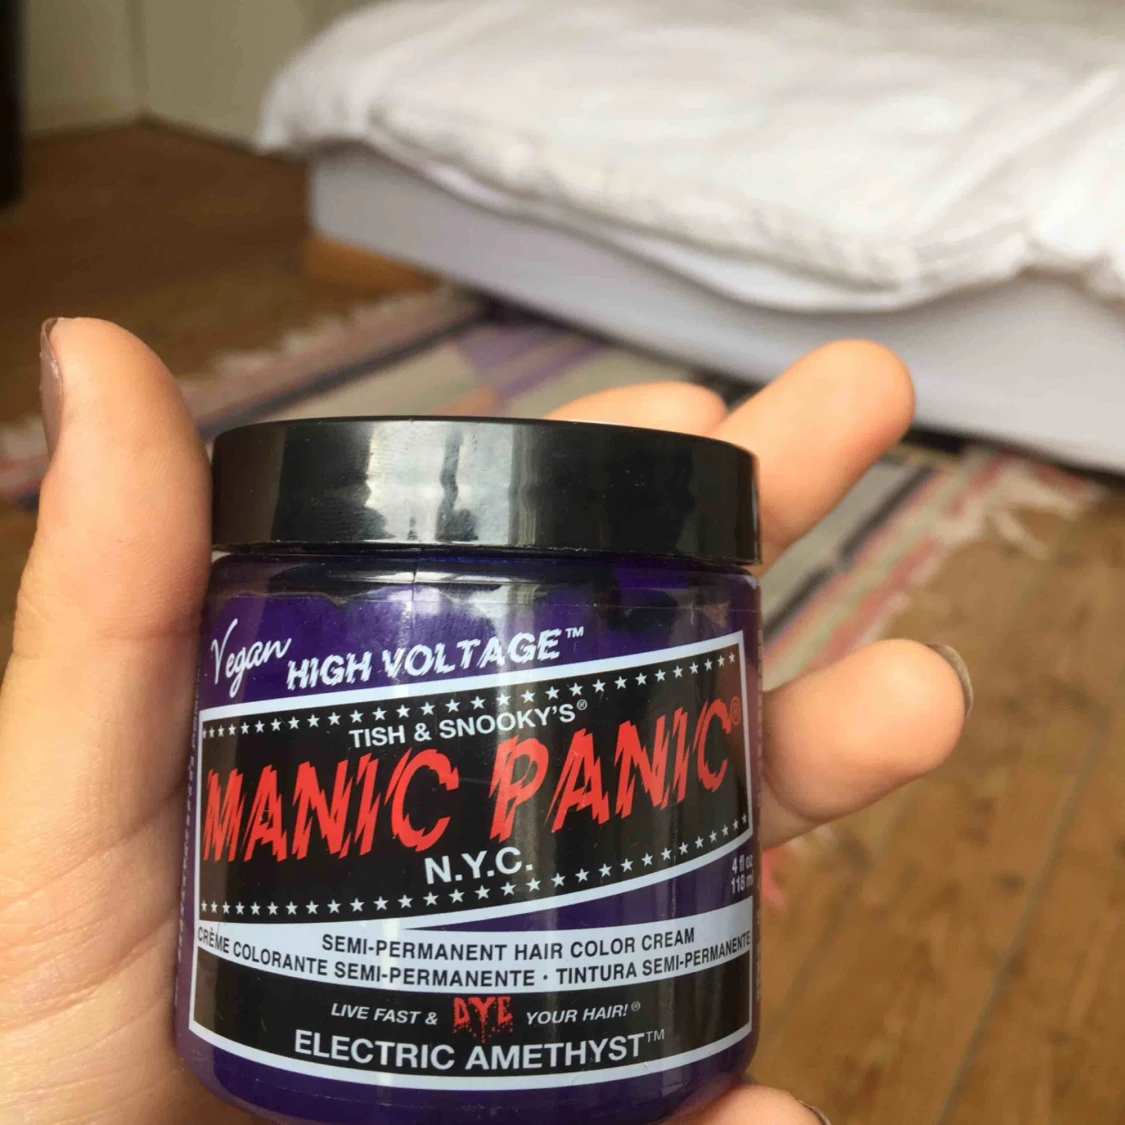 Vegan HIGH VOLTAGE™
TISH & SNOOKY'S®
MANIC PANIC®
N.Y.C.
4 fl oz
118 ml
SEMI-PERMANENT HAIR COLOR CREAM
CRÈME COLORANTE SEMI-PERMANENTE • TINTURA SEMI-PERMANENTE
LIVE FAST & DYE YOUR HAIR!®
ELECTRIC AMETHYST™